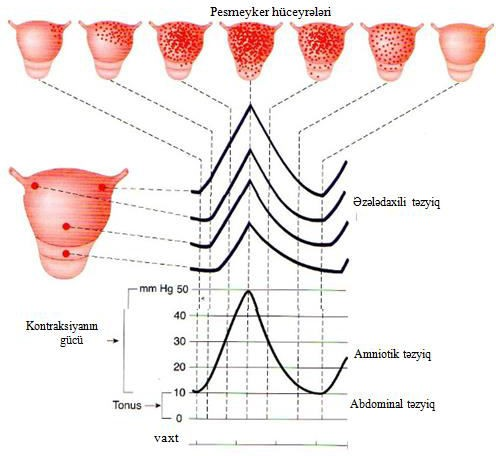 Pesmeyker hüceyrələri
Əzələdaxili təzyiq
mm Hg 50
40
Kontraksiyanın
gücü
30
20
Amniotik təzyiq
10
Tonus
Abdominal təzyiq
0
vaxt